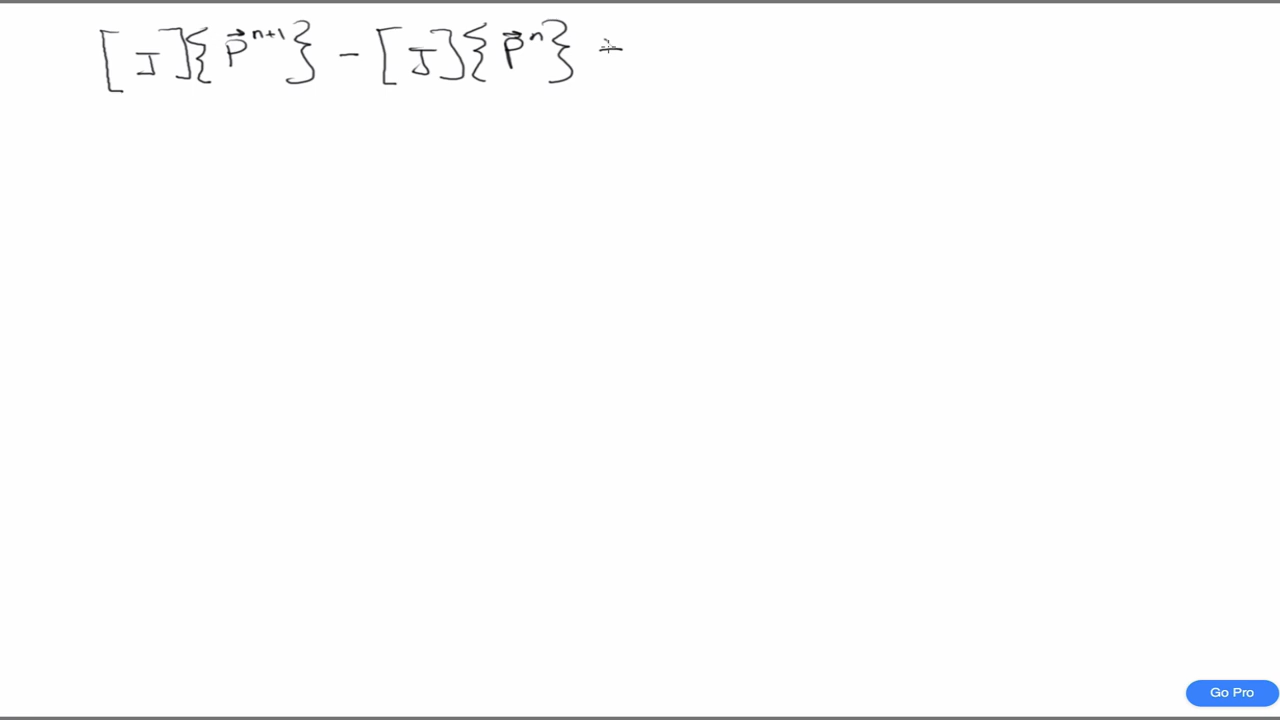 [J]{P⃗ⁿ⁺¹} - [J]{P⃗ⁿ}
Go Pro